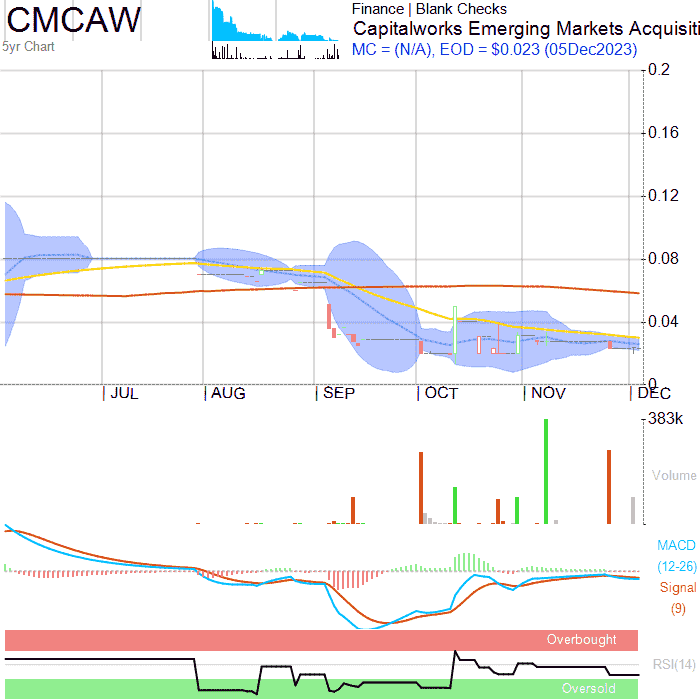 CMCAW
5yr Chart
Finance | Blank Checks
Capitalworks Emerging Markets Acquisiti
MC = (N/A), EOD = $0.023 (05Dec2023)
0.2
0.16
0.12
0.08
0.04
0
JUL AUG SEP OCT NOV DEC
383k
Volume
MACD
(12-26)
Signal
(9)
Overbought
RSI(14)
Oversold